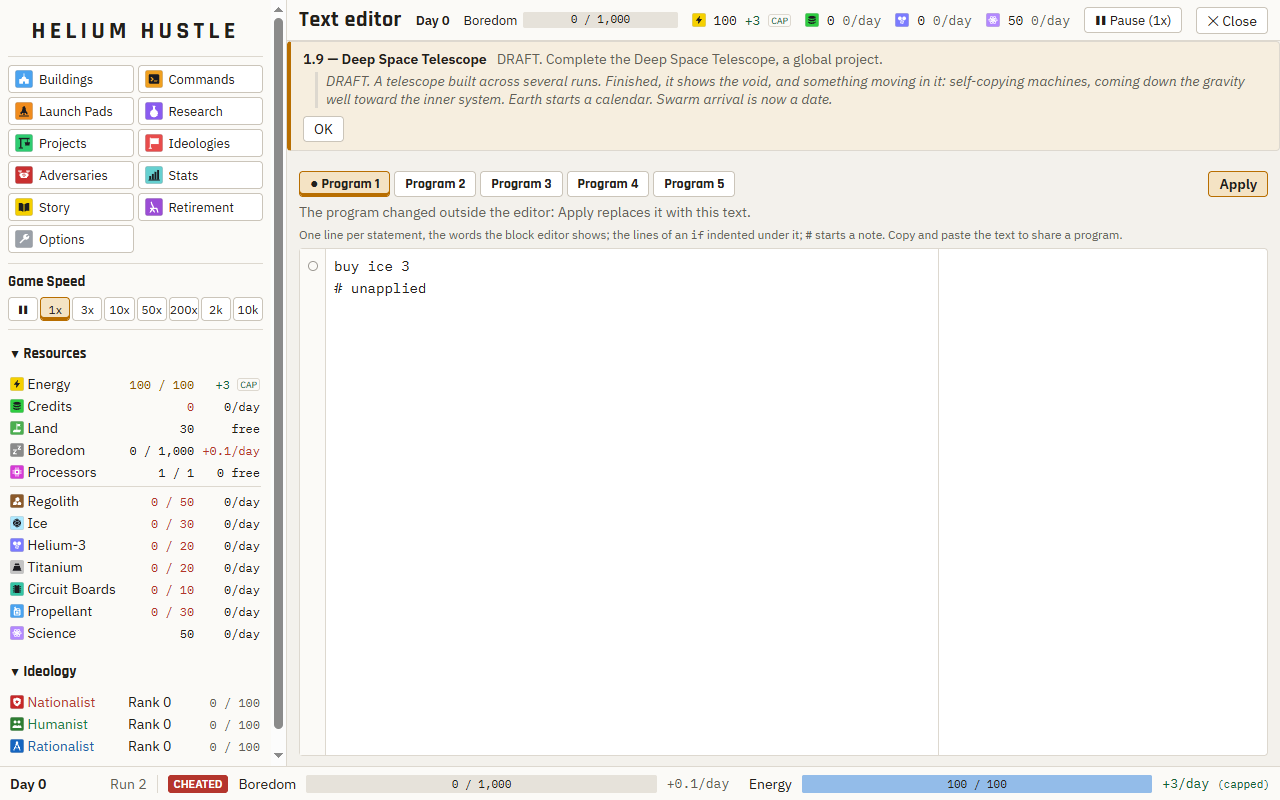 HELIUM HUSTLE
Buildings
Commands
Launch Pads
Research
Projects
Ideologies
Adversaries
Stats
Story
Retirement
Options
Game Speed
1x 3x 10x 50x 200x 2k 10k
▼ Resources
Energy 100 / 100 +3 CAP
Credits 0 0/day
Land 30 free
Boredom 0 / 1,000 +0.1/day
Processors 1 / 1 0 free
Regolith 0 / 50 0/day
Ice 0 / 30 0/day
Helium-3 0 / 20 0/day
Titanium 0 / 20 0/day
Circuit Boards 0 / 10 0/day
Propellant 0 / 30 0/day
Science 50 0/day
▼ Ideology
Nationalist Rank 0 0 / 100
Humanist Rank 0 0 / 100
Rationalist Rank 0 0 / 100
Text editor Day 0 Boredom 0 / 1,000 100 +3 CAP 0 0/day 0 0/day 50 0/day Pause (1x) Close
1.9 — Deep Space Telescope DRAFT. Complete the Deep Space Telescope, a global project.
DRAFT. A telescope built across several runs. Finished, it shows the void, and something moving in it: self-copying machines, coming down the gravity
well toward the inner system. Earth starts a calendar. Swarm arrival is now a date.
OK
● Program 1 Program 2 Program 3 Program 4 Program 5 Apply
The program changed outside the editor: Apply replaces it with this text.
One line per statement, the words the block editor shows; the lines of an if indented under it; # starts a note. Copy and paste the text to share a program.
buy ice 3
# unapplied
Day 0 Run 2 CHEATED Boredom 0 / 1,000 +0.1/day Energy 100 / 100 +3/day (capped)